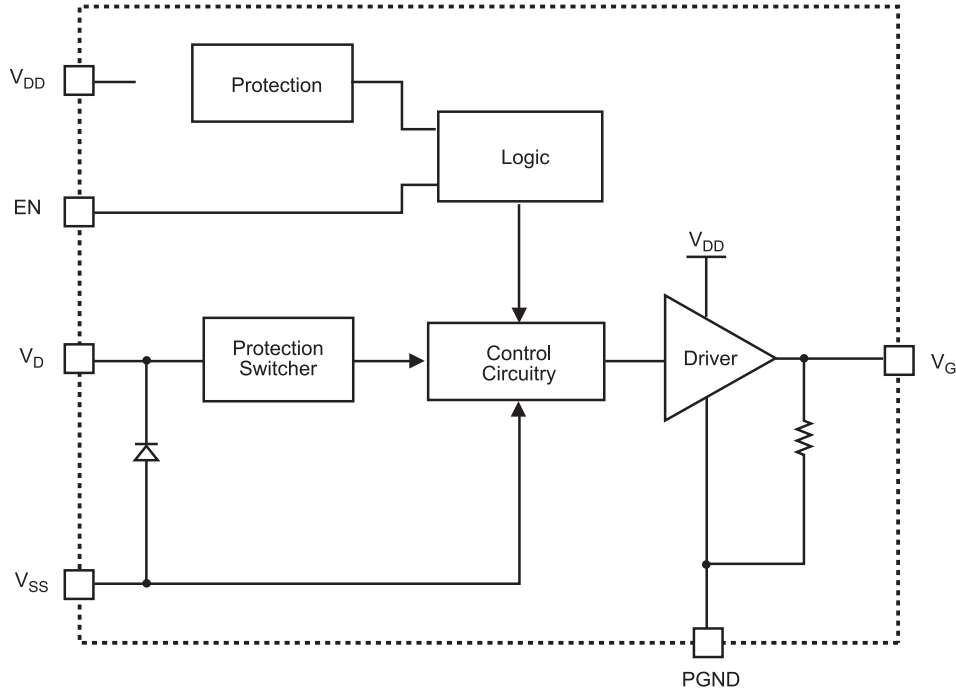 V_DD
Protection
Logic
EN
V_DD
V_D
Protection
Switcher
Control
Circuitry
Driver
V_G
V_SS
PGND